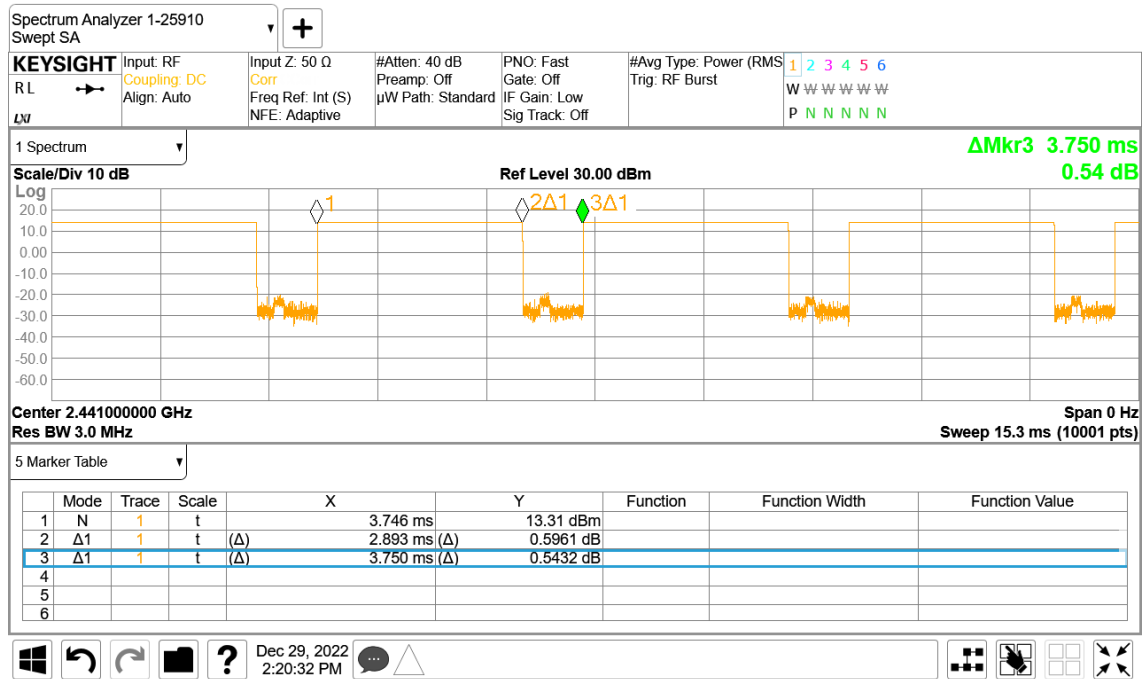 Spectrum Analyzer 1-25910
Swept SA
▼
+
KEYSIGHT
R L
LXI
Input: RF
Coupling: DC
Align: Auto
Input Z: 50 Ω
Corr
Freq Ref: Int (S)
NFE: Adaptive
#Atten: 40 dB
Preamp: Off
µW Path: Standard
PNO: Fast
Gate: Off
IF Gain: Low
Sig Track: Off
#Avg Type: Power (RMS
Trig: RF Burst
1 2 3 4 5 6
W W W W W W
P N N N N N
1 Spectrum ▼
ΔMkr3 3.750 ms
0.54 dB
Scale/Div 10 dB
Ref Level 30.00 dBm
Log
1
2Δ1
3Δ1
20.0
10.0
0.00
-10.0
-20.0
-30.0
-40.0
-50.0
-60.0
Center 2.441000000 GHz
Span 0 Hz
Res BW 3.0 MHz
Sweep 15.3 ms (10001 pts)
5 Marker Table ▼
Mode Trace Scale X Y Function Function Width Function Value
1 N 1 t 3.746 ms 13.31 dBm
2 Δ1 1 t (Δ) 2.893 ms (Δ) 0.5961 dB
3 Δ1 1 t (Δ) 3.750 ms (Δ) 0.5432 dB
4
5
6
?
Dec 29, 2022
2:20:32 PM